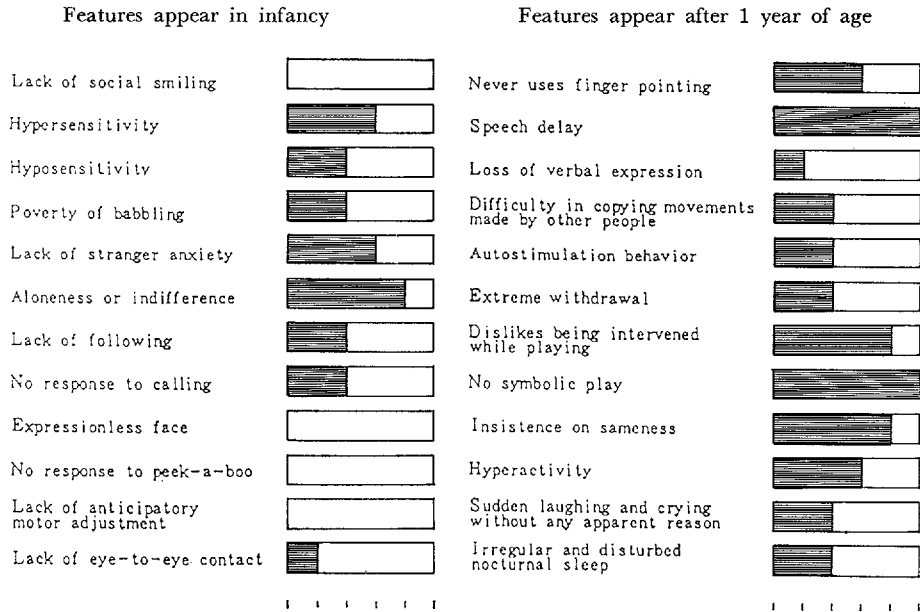 Features appear in infancy
Lack of social smiling
Hypersensitivity
Hyposensitivity
Poverty of babbling
Lack of stranger anxiety
Aloneness or indifference
Lack of following
No response to calling
Expressionless face
No response to peek-a-boo
Lack of anticipatory
motor adjustment
Lack of eye-to-eye contact
Features appear after 1 year of age
Never uses finger pointing
Speech delay
Loss of verbal expression
Difficulty in copying movements
made by other people
Autostimulation behavior
Extreme withdrawal
Dislikes being intervened
while playing
No symbolic play
Insistence on sameness
Hyperactivity
Sudden laughing and crying
without any apparent reason
Irregular and disturbed
nocturnal sleep